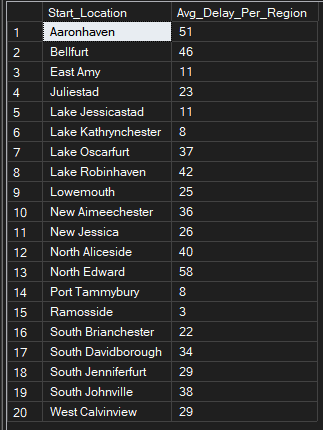 Start_Location Avg_Delay_Per_Region
1 Aaronhaven 51
2 Bellfurt 46
3 East Amy 11
4 Juliestad 23
5 Lake Jessicastad 11
6 Lake Kathrynchester 8
7 Lake Oscarfurt 37
8 Lake Robinhaven 42
9 Lowemouth 25
10 New Aimeechester 36
11 New Jessica 26
12 North Aliceside 40
13 North Edward 58
14 Port Tammybury 8
15 Ramosside 3
16 South Brianchester 22
17 South Davidborough 34
18 South Jenniferfurt 29
19 South Johnville 38
20 West Calvinview 29